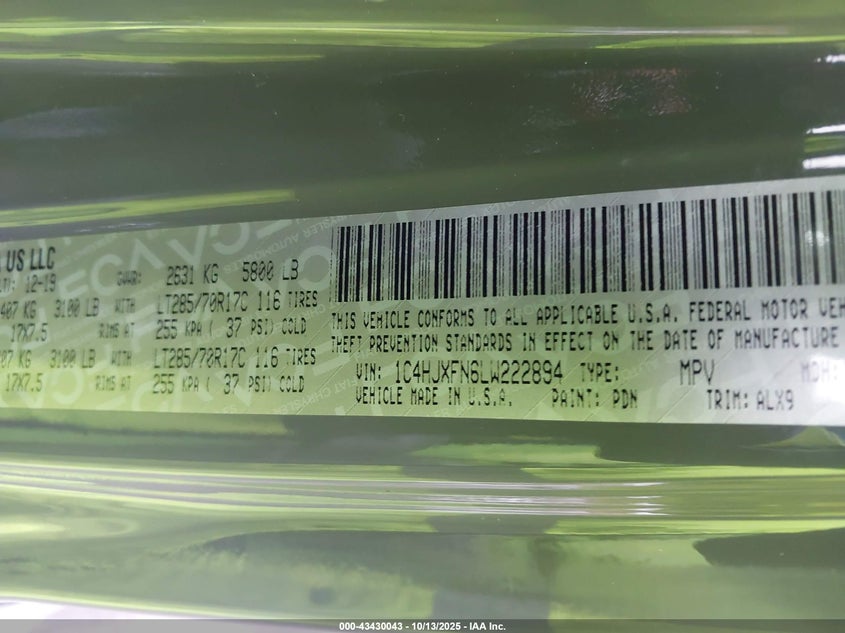 US LLC
12-19 GVWR: 2631 KG 5800 LB
407 KG 3100 LB WITH LT285/70R17C 116 TIRES
17X7.5 RIMS AT 255 KPA ( 37 PSI) COLD
07 KG 3100 LB WITH LT285/70R17C 116 TIRES
17X7.5 RIMS AT 255 KPA ( 37 PSI) COLD
THIS VEHICLE CONFORMS TO ALL APPLICABLE U.S.A. FEDERAL MOTOR VEH
THEFT PREVENTION STANDARDS IN EFFECT ON THE DATE OF MANUFACTURE
VIN: 1C4HJXFN6LW222894 TYPE: MPV MDH:
VEHICLE MADE IN U.S.A. PAINT: PDN TRIM: ALX9
000-43430043 | 10/13/2025 - IAA Inc.